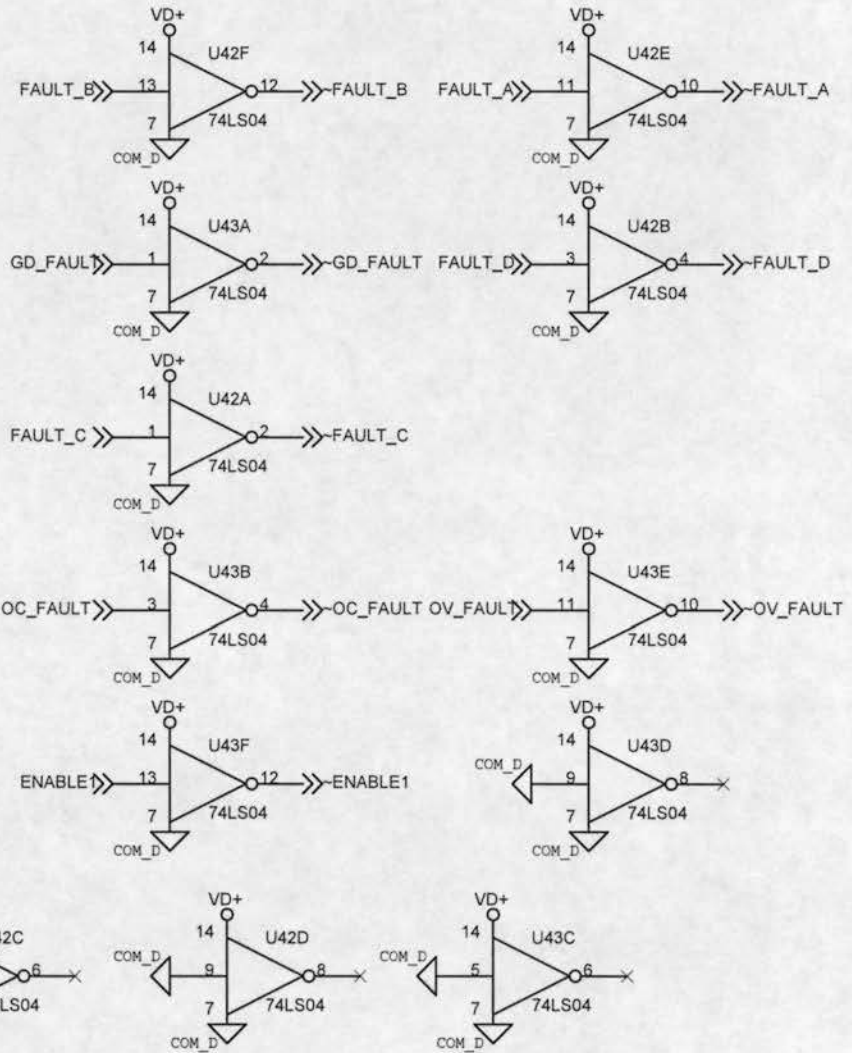 VD+ VD+
14 U42F 14 U42E
FAULT_B 13 12 ~FAULT_B FAULT_A 11 10 ~FAULT_A
7 74LS04 7 74LS04
COM_D COM_D
VD+ VD+
14 U43A 14 U42B
GD_FAULT 1 2 ~GD_FAULT FAULT_D 3 4 ~FAULT_D
7 74LS04 7 74LS04
COM_D COM_D
VD+
14 U42A
FAULT_C 1 2 ~FAULT_C
7 74LS04
COM_D
VD+ VD+
14 U43B 14 U43E
OC_FAULT 3 4 ~OC_FAULT OV_FAULT 11 10 ~OV_FAULT
7 74LS04 7 74LS04
COM_D COM_D
VD+ VD+
14 U43F 14 U43D
ENABLE1 13 12 ~ENABLE1 COM_D 9 8
7 74LS04 7 74LS04
COM_D COM_D
VD+ VD+
2C 14 U42D 14 U43C
6 COM_D 9 8 COM_D 5 6
LS04 7 74LS04 7 74LS04
COM_D COM_D